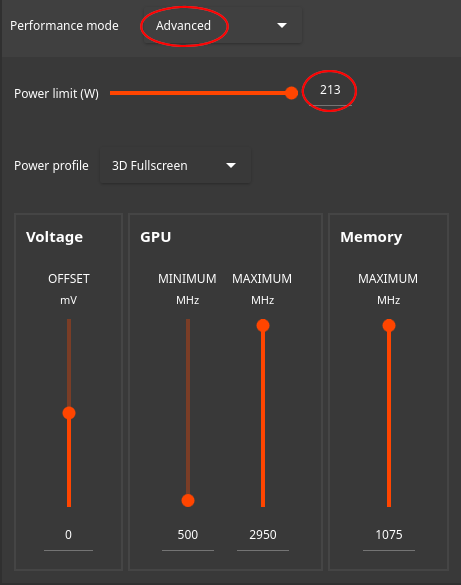 Performance mode Advanced
Power limit (W) 213
Power profile 3D Fullscreen
Voltage GPU Memory
OFFSET MINIMUM MAXIMUM MAXIMUM
mV MHz MHz MHz
0 500 2950 1075